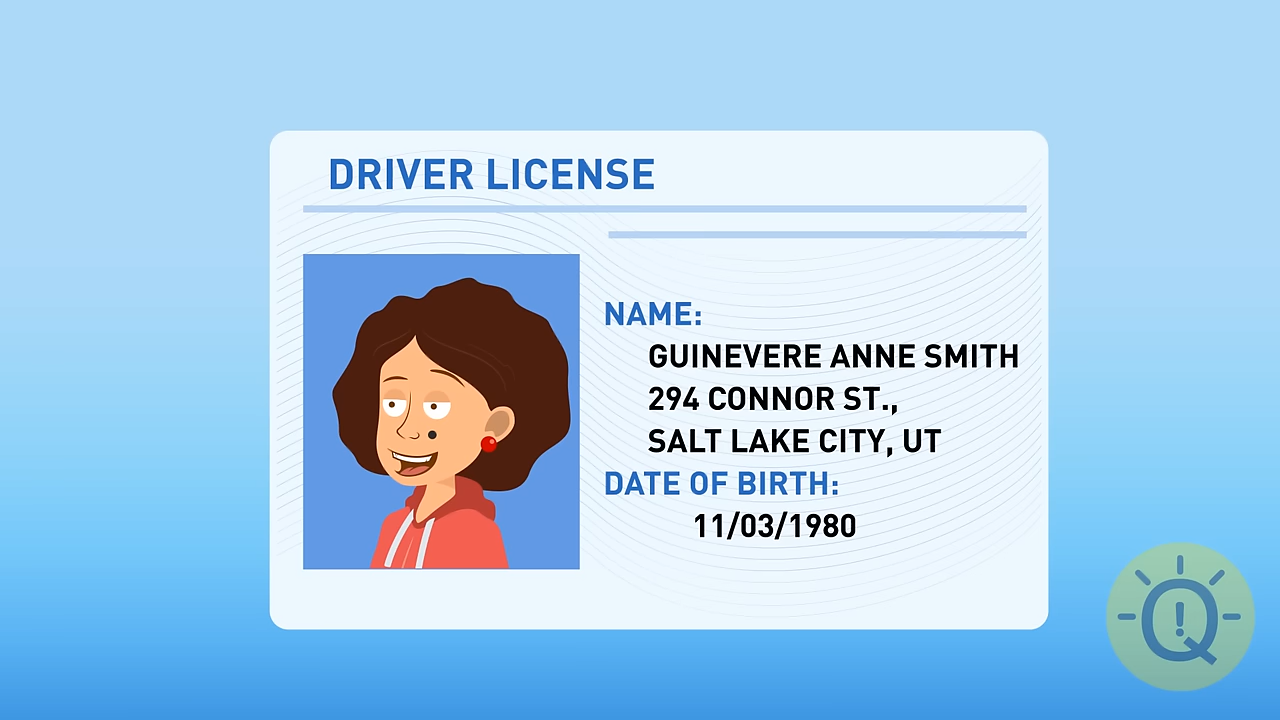 DRIVER LICENSE
NAME:
GUINEVERE ANNE SMITH
294 CONNOR ST.,
SALT LAKE CITY, UT
DATE OF BIRTH:
11/03/1980
Q!